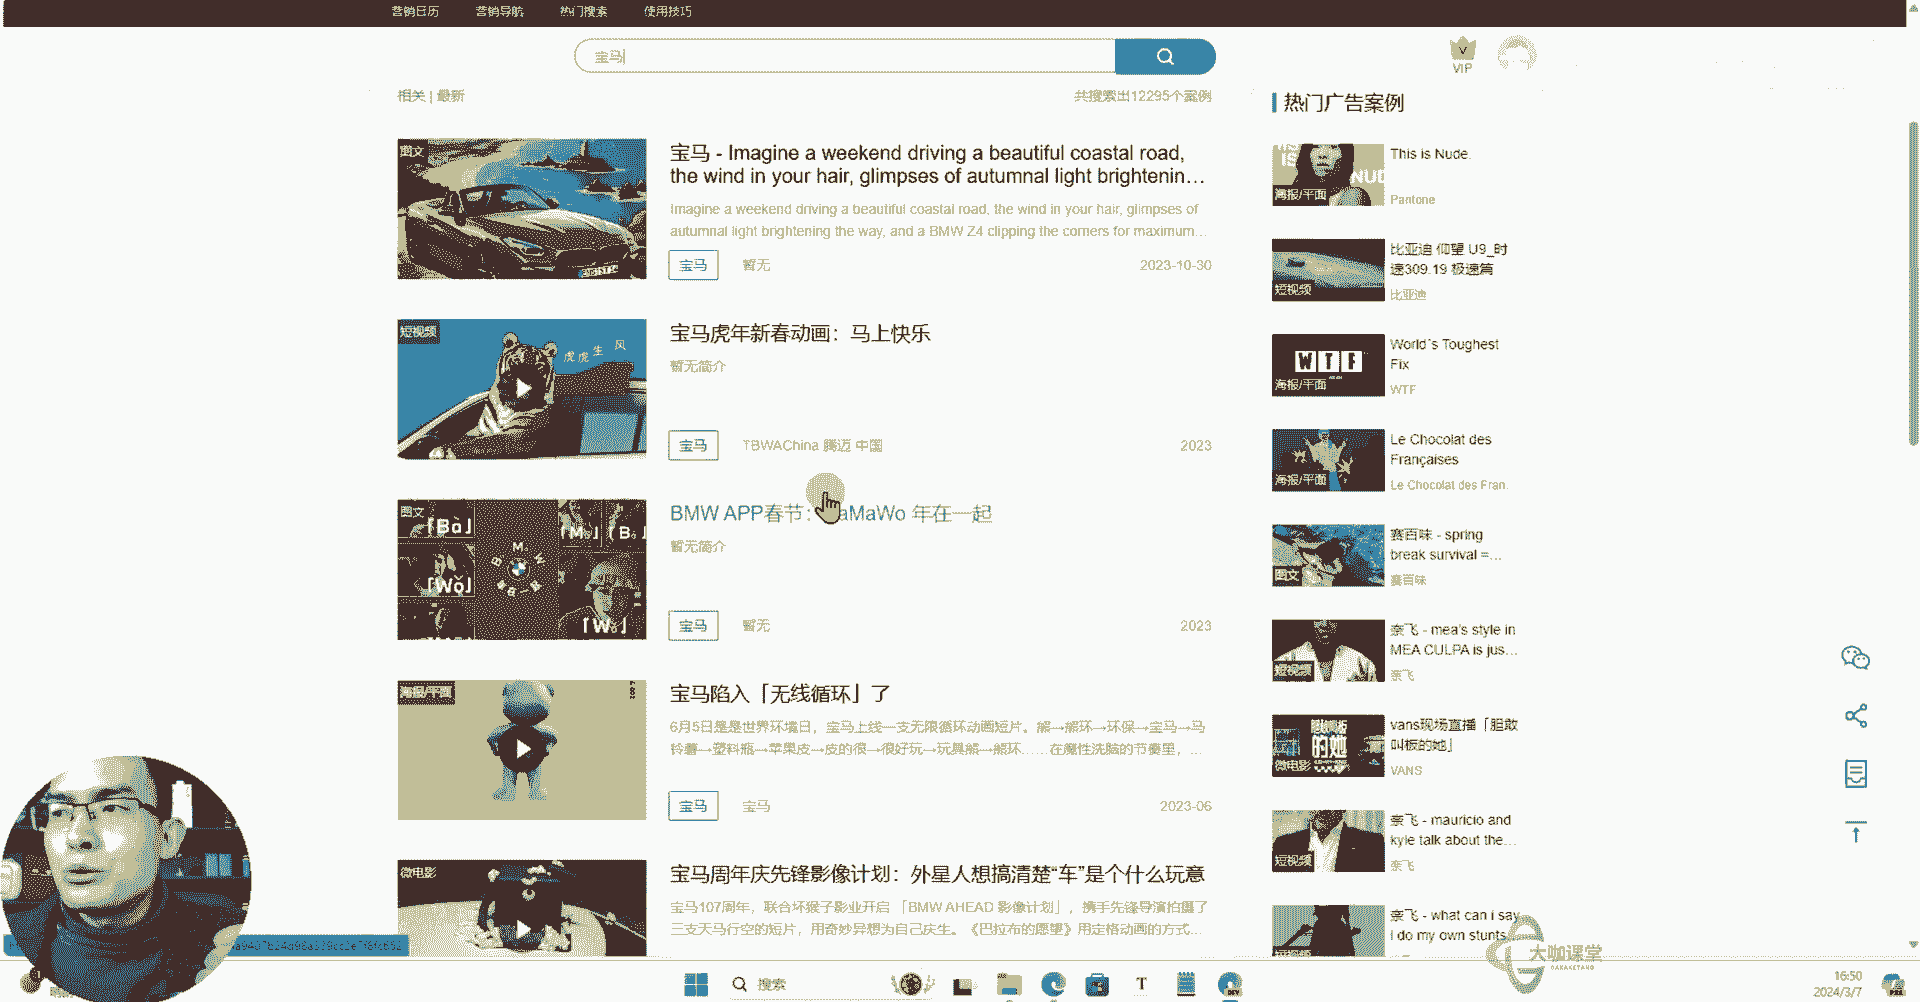 营销日历 营销导航 热门搜索 使用技巧
宝马
VIP
相关 | 最新
共搜索出12295个案例
图文
宝马 - Imagine a weekend driving a beautiful coastal road,
the wind in your hair, glimpses of autumnal light brightenin…
Imagine a weekend driving a beautiful coastal road, the wind in your hair, glimpses of
autumnal light brightening the way, and a BMW Z4 clipping the corners for maximum…
宝马 暂无 2023-10-30
短视频
虎虎生风
宝马虎年新春动画：马上快乐
暂无简介
宝马 TBWAChina 腾迈 中国 2023
图文
「Bǎo」
「Wǒ」
BMW APP春节： aMaWo 年在一起
暂无简介
宝马 暂无 2023
海报/平面
宝马陷入「无线循环」了
6月5日是是世界环境日，宝马上线一支无限循环动画短片。熊→熊环→环保→宝马→马
铃薯→塑料瓶→苹果皮→皮的很→很好玩→玩具熊→熊环……在魔性洗脑的节奏里，…
宝马 宝马 2023-06
微电影
宝马周年庆先锋影像计划：外星人想搞清楚“车”是个什么玩意
宝马107周年，联合坏猴子影业开启「BMW AHEAD 影像计划」，携手先锋导演拍摄了
三支天马行空的短片，用奇妙异想为自己庆生。《巴拉布的愿望》用定格动画的方式…
热门广告案例
海报/平面
This is Nude.
Pantone
短视频
比亚迪 仰望 U9_时
速309.19 极速篇
比亚迪
WTF
海报/平面
World`s Toughest
Fix
WTF
海报/平面
Le Chocolat des
Françaises
Le Chocolat des Fran.
图文
赛百味 - spring
break survival =…
赛百味
短视频
奈飞 - mea's style in
MEA CULPA is jus…
奈飞
微电影
vans现场直播「胆敢
叫板的她」
VANS
短视频
奈飞 - mauricio and
kyle talk about the…
奈飞
短视频
奈飞 - what can i say
I do my own stunts
大咖课堂
DAKAKETANG
搜索
16:50
2024/3/7